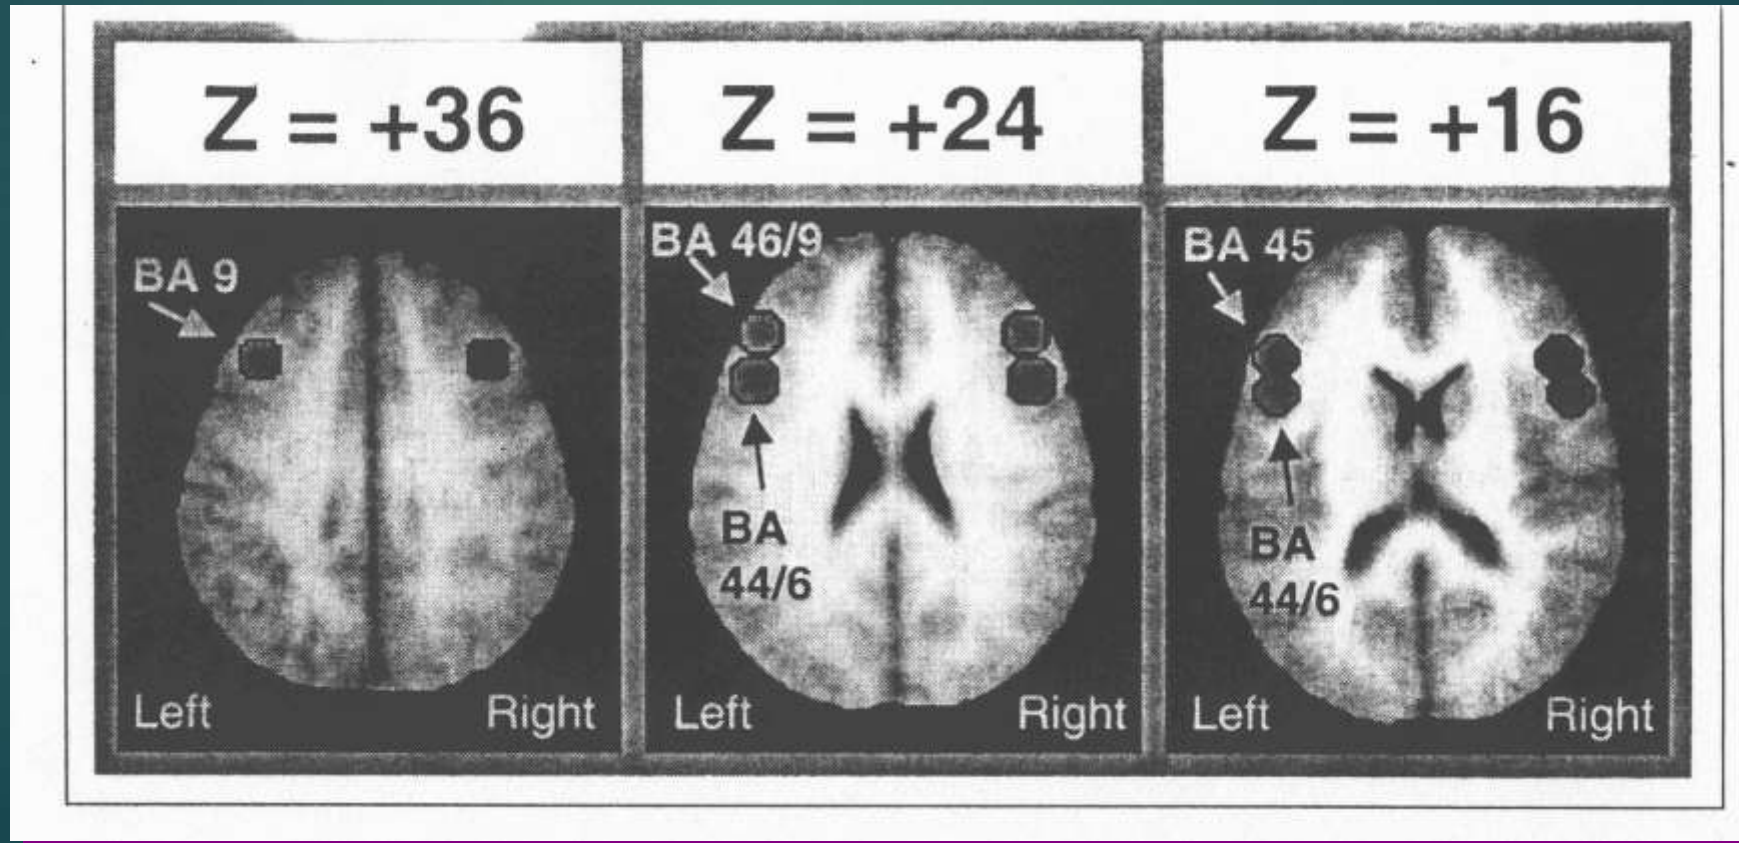 Z = +36
Z = +24
Z = +16
BA 9
BA 46/9
BA 45
BA
44/6
BA
44/6
Left
Right
Left
Right
Left
Right